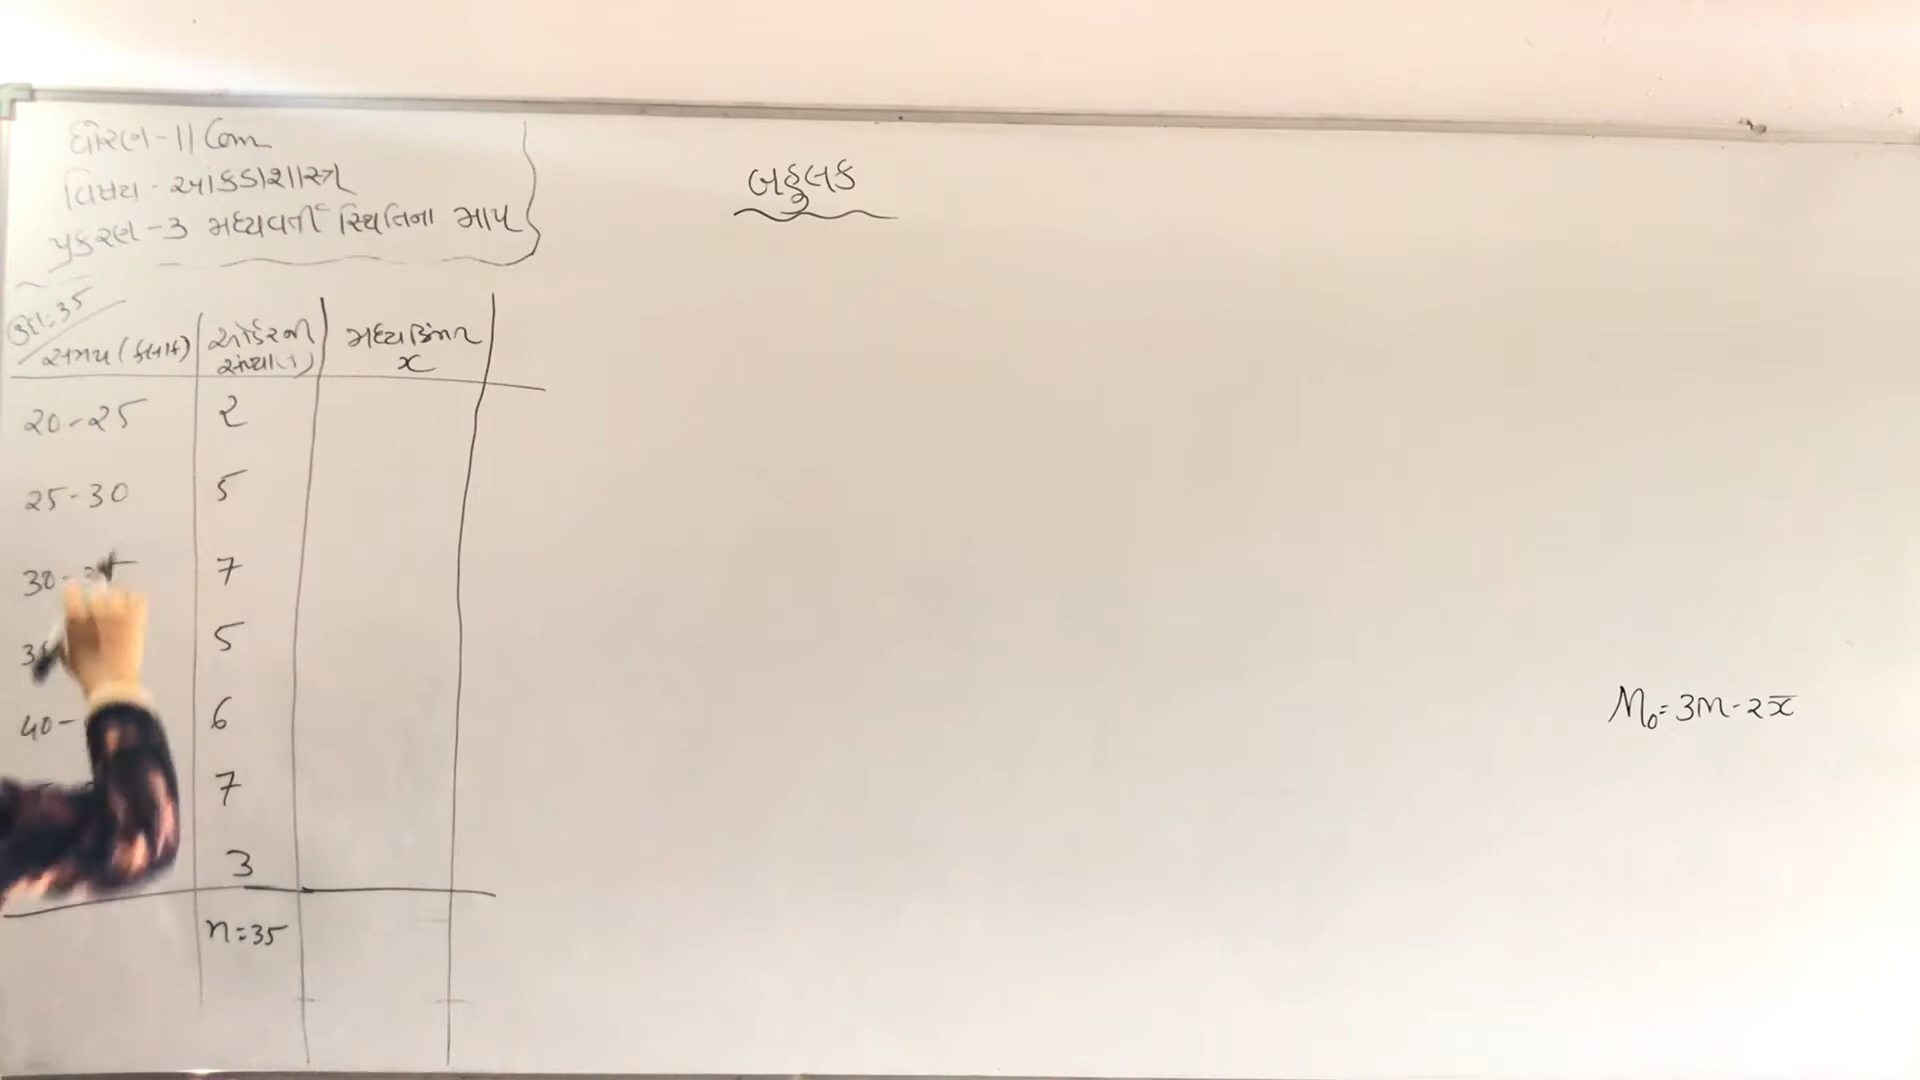 ધોરણ - 11 Com
વિષય - આંકડાશાસ્ત્ર
પ્રકરણ - 3 મધ્યવર્તી સ્થિતિના માપ
બહુલક
ઉદા: 35
સમય (કલાક) ઓર્ડરની સંખ્યા મધ્યકિંમત x
20-25 2
25-30 5
30- 7
5
40- 6
7
3
n=35
M₀= 3M - 2x̄